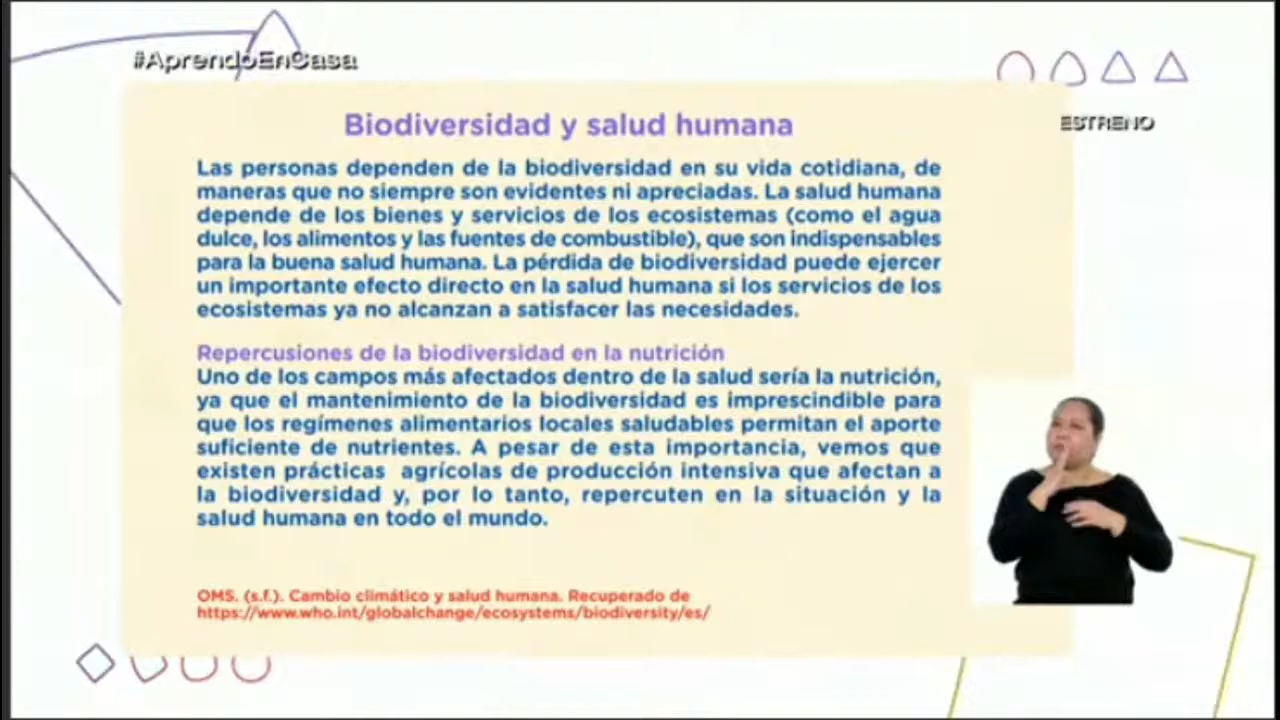 #AprendoEnCasa
ESTRENO
Biodiversidad y salud humana
Las personas dependen de la biodiversidad en su vida cotidiana, de
maneras que no siempre son evidentes ni apreciadas. La salud humana
depende de los bienes y servicios de los ecosistemas (como el agua
dulce, los alimentos y las fuentes de combustible), que son indispensables
para la buena salud humana. La pérdida de biodiversidad puede ejercer
un importante efecto directo en la salud humana si los servicios de los
ecosistemas ya no alcanzan a satisfacer las necesidades.
Repercusiones de la biodiversidad en la nutrición
Uno de los campos más afectados dentro de la salud sería la nutrición,
ya que el mantenimiento de la biodiversidad es imprescindible para
que los regímenes alimentarios locales saludables permitan el aporte
suficiente de nutrientes. A pesar de esta importancia, vemos que
existen prácticas agrícolas de producción intensiva que afectan a
la biodiversidad y, por lo tanto, repercuten en la situación y la
salud humana en todo el mundo.
OMS. (s.f.). Cambio climático y salud humana. Recuperado de
https://www.who.int/globalchange/ecosystems/biodiversity/es/